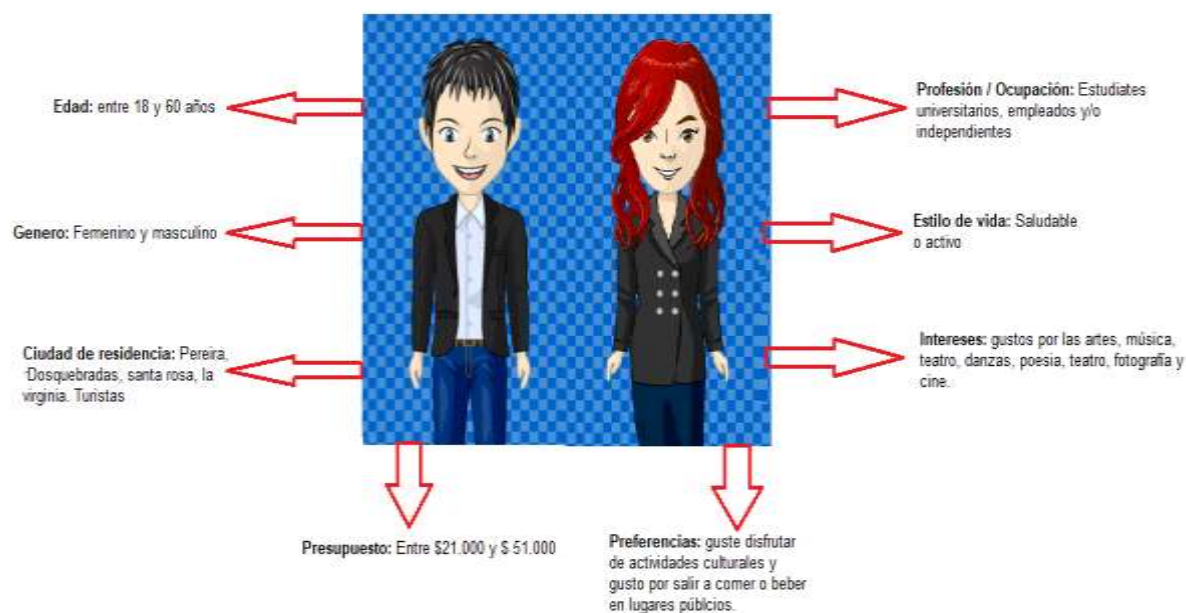 Edad: entre 18 y 60 años
Genero: Femenino y masculino
Ciudad de residencia: Pereira,
Dosquebradas, santa rosa, la
virginia. Turistas
Profesión / Ocupación: Estudiates
universitarios, empleados y/o
independientes
Estilo de vida: Saludable
o activo
Intereses: gustos por las artes, música,
teatro, danzas, poesia, teatro, fotografía y
cine.
Presupuesto: Entre $21.000 y $ 51.000
Preferencias: guste disfrutar
de actividades culturales y
gusto por salir a comer o beber
en lugares públcios.